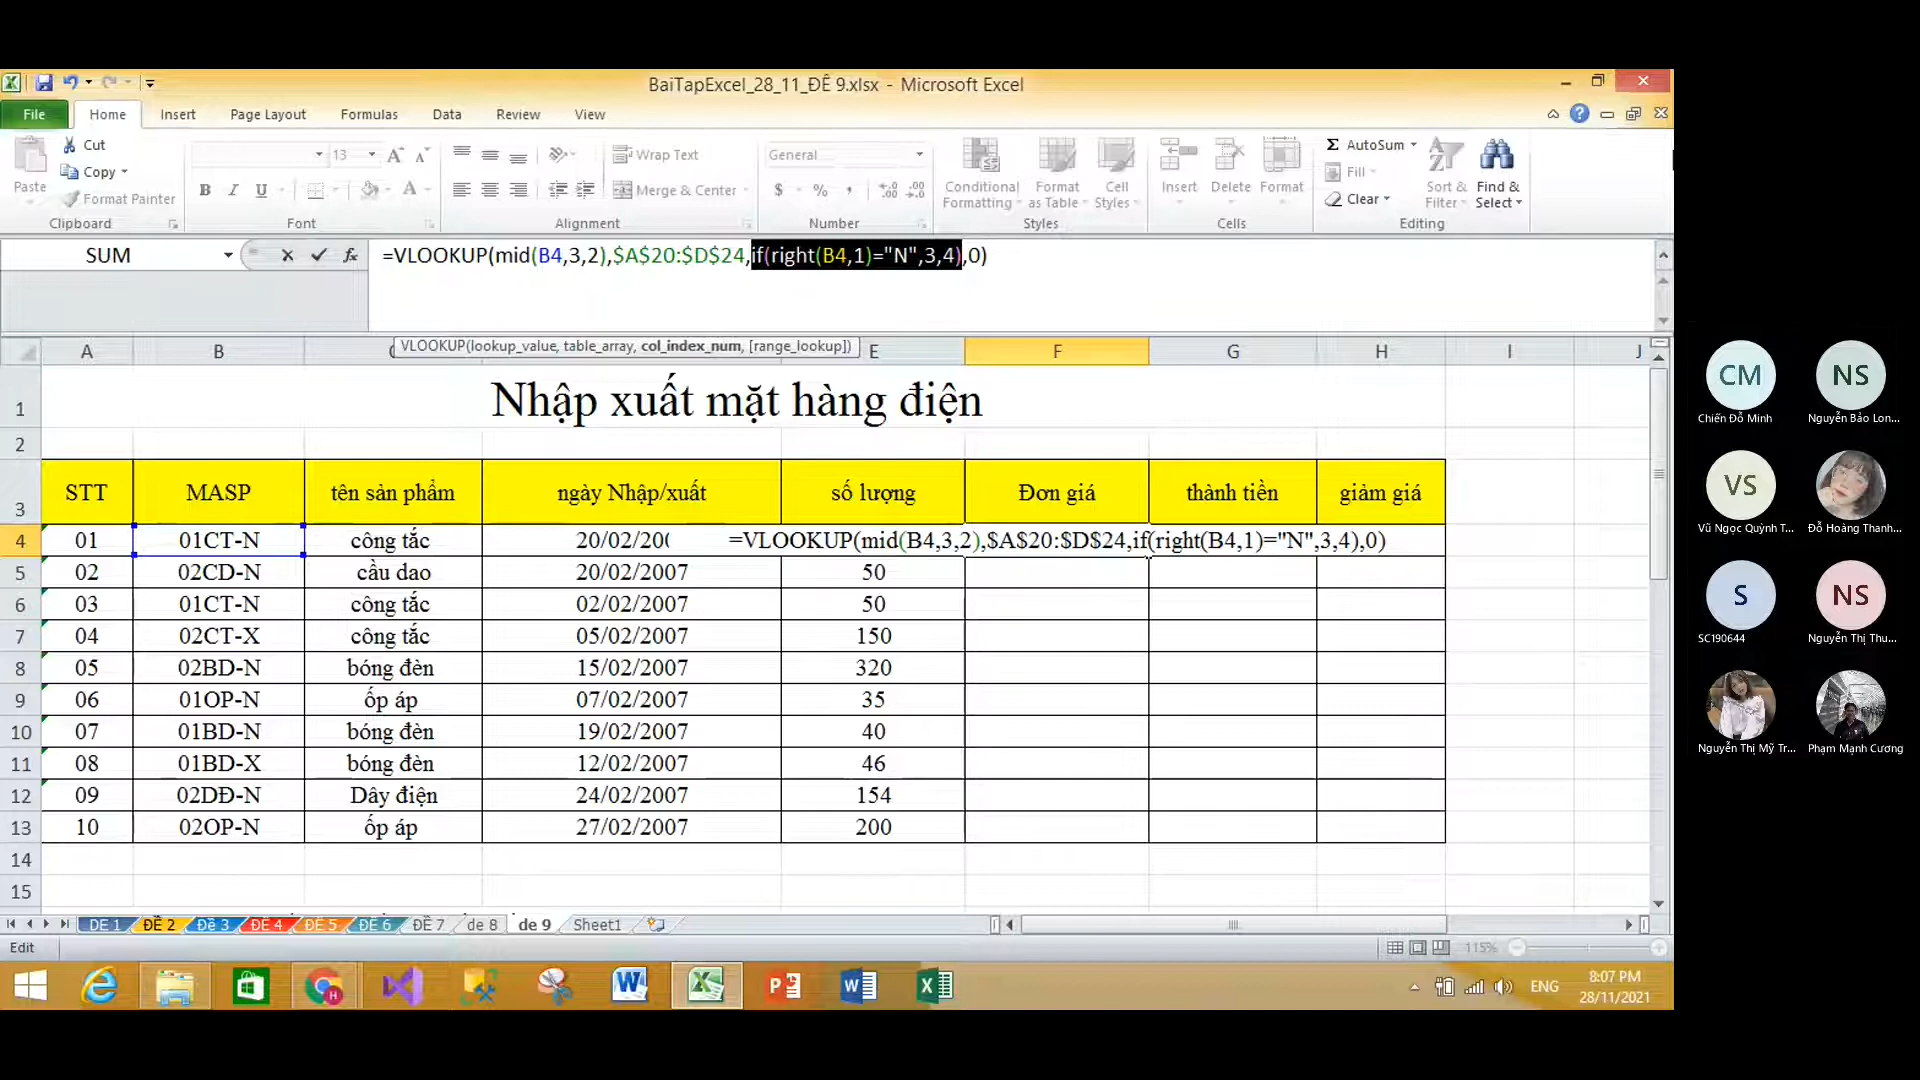 BaiTapExcel_28_11_ĐỀ 9.xlsx - Microsoft Excel
File Home Insert Page Layout Formulas Data Review View
Paste
Cut
Copy
Format Painter
Clipboard
13
B I U
Font
Wrap Text
Merge & Center
Alignment
General
$ % ,
Number
Conditional Formatting
Format as Table
Cell Styles
Styles
Insert Delete Format
Cells
Σ AutoSum
Fill
Clear
Sort & Filter
Find & Select
Editing
SUM
fx
=VLOOKUP(mid(B4,3,2),$A$20:$D$24,if(right(B4,1)="N",3,4),0)
VLOOKUP(lookup_value, table_array, col_index_num, [range_lookup])
A B E F G H I J
1 Nhập xuất mặt hàng điện
2
3 STT MASP tên sản phẩm ngày Nhập/xuất số lượng Đơn giá thành tiền giảm giá
4 01 01CT-N công tắc 20/02/200 =VLOOKUP(mid(B4,3,2),$A$20:$D$24,if(right(B4,1)="N",3,4),0)
5 02 02CD-N cầu dao 20/02/2007 50
6 03 01CT-N công tắc 02/02/2007 50
7 04 02CT-X công tắc 05/02/2007 150
8 05 02BD-N bóng đèn 15/02/2007 320
9 06 01OP-N ốp áp 07/02/2007 35
10 07 01BD-N bóng đèn 19/02/2007 40
11 08 01BD-X bóng đèn 12/02/2007 46
12 09 02DĐ-N Dây điện 24/02/2007 154
13 10 02OP-N ốp áp 27/02/2007 200
14
15
DE 1 ĐỀ 2 Đề 3 ĐỀ 4 ĐỀ 5 ĐỀ 6 ĐỀ 7 de 8 de 9 Sheet1
Edit
115%
ENG
8:07 PM
28/11/2021
CM
Chiến Đỗ Minh
NS
Nguyễn Bảo Lon...
VS
Vũ Ngọc Quỳnh T...
Đỗ Hoàng Thanh...
S
SC190644
NS
Nguyễn Thị Thu...
Nguyễn Thị Mỹ Tr...
Phạm Mạnh Cương